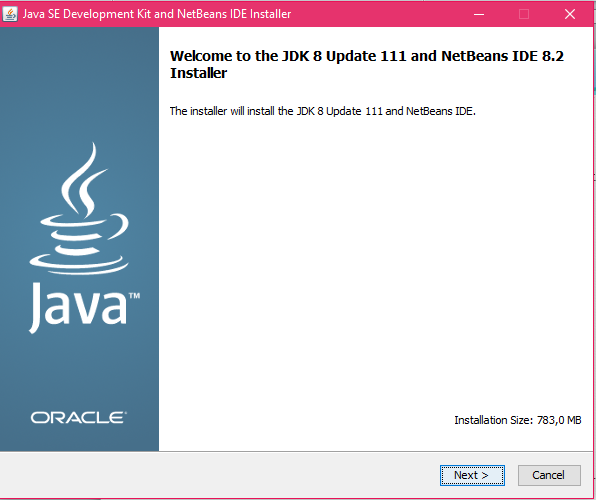 Java SE Development Kit and NetBeans IDE Installer
Welcome to the JDK 8 Update 111 and NetBeans IDE 8.2
Installer
The installer will install the JDK 8 Update 111 and NetBeans IDE.
Java™
ORACLE®
Installation Size: 783,0 MB
Next >
Cancel